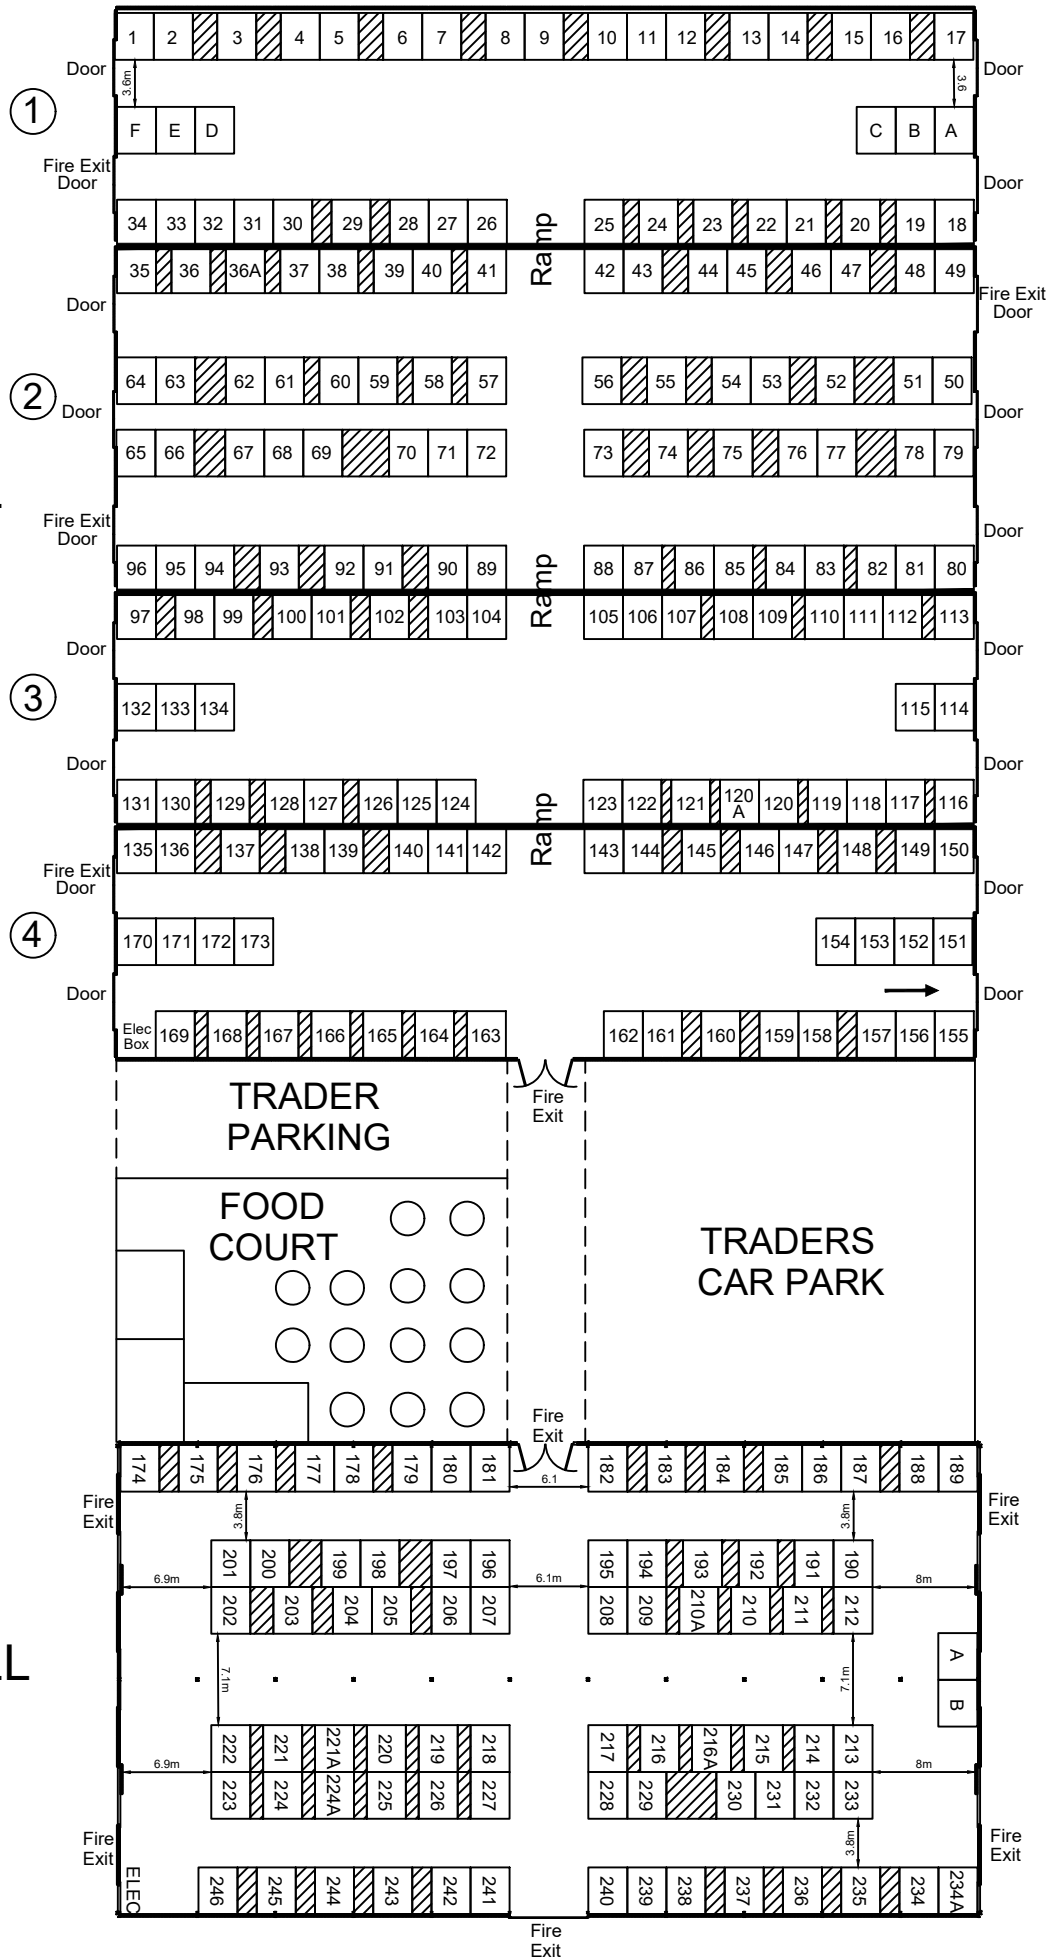 1 2 3 4 5 6 7 8 9 10 11 12 13 14 15 16 17
Door Door
3.6m 3.6
1
F E D C B A
Fire Exit
Door Door
34 33 32 31 30 29 28 27 26 Ramp 25 24 23 22 21 20 19 18
35 36 36A 37 38 39 40 41 42 43 44 45 46 47 48 49
Door Fire Exit
Door
64 63 62 61 60 59 58 57 56 55 54 53 52 51 50
2
Door Door
65 66 67 68 69 70 71 72 73 74 75 76 77 78 79
Fire Exit
Door Door
96 95 94 93 92 91 90 89 Ramp 88 87 86 85 84 83 82 81 80
97 98 99 100 101 102 103 104 105 106 107 108 109 110 111 112 113
Door Door
3
132 133 134 115 114
Door Door
131 130 129 128 127 126 125 124 Ramp 123 122 121 120
A 120 119 118 117 116
135 136 137 138 139 140 141 142 143 144 145 146 147 148 149 150
Fire Exit
Door Door
4
170 171 172 173 154 153 152 151
Door Door
Elec
Box 169 168 167 166 165 164 163 162 161 160 159 158 157 156 155
Fire
Exit
TRADER
PARKING
FOOD
COURT
TRADERS
CAR PARK
Fire
Exit
174 175 176 177 178 179 180 181 6.1 182 183 184 185 186 187 188 189
Fire
Exit
3.8m 3.8m
Fire
Exit
201 200 199 198 197 196 195 194 193 192 191 190
6.9m 6.1m 8m
202 203 204 205 206 207 208 209 210A 210 211 212
7.1m 7.1m
A
B
LL
222 221 221A 220 219 218 217 216 216A 215 214 213
6.9m 8m
223 224 224A 225 226 227 228 229 230 231 232 233
Fire
Exit
3.8m
Fire
Exit
ELEC 246 245 244 243 242 241 240 239 238 237 236 235 234 234A
Fire
Exit